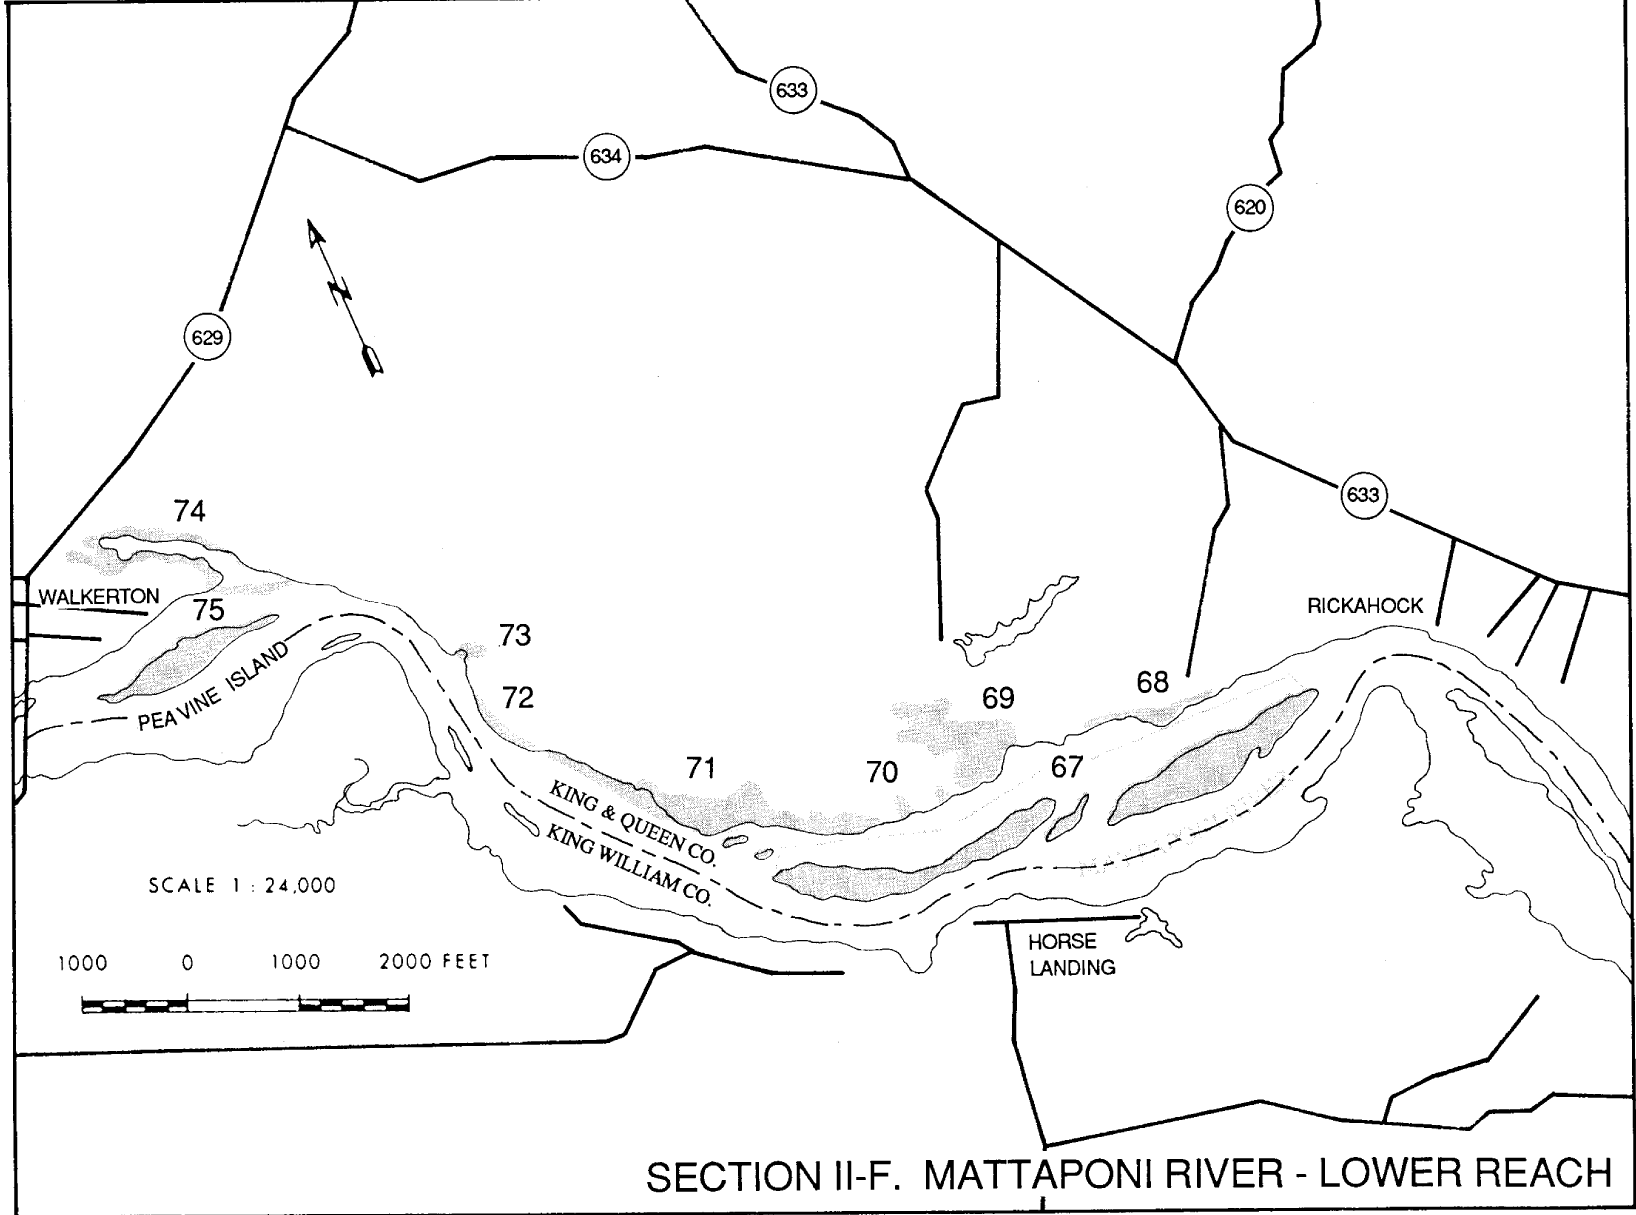 633
634
620
N
629
633
74
WALKERTON
75
RICKAHOCK
73
PEAVINE ISLAND
72
68
69
71
70
67
KING & QUEEN CO.
KING WILLIAM CO.
SCALE 1 : 24,000
HORSE
LANDING
1000 0 1000 2000 FEET
SECTION II-F. MATTAPONI RIVER - LOWER REACH